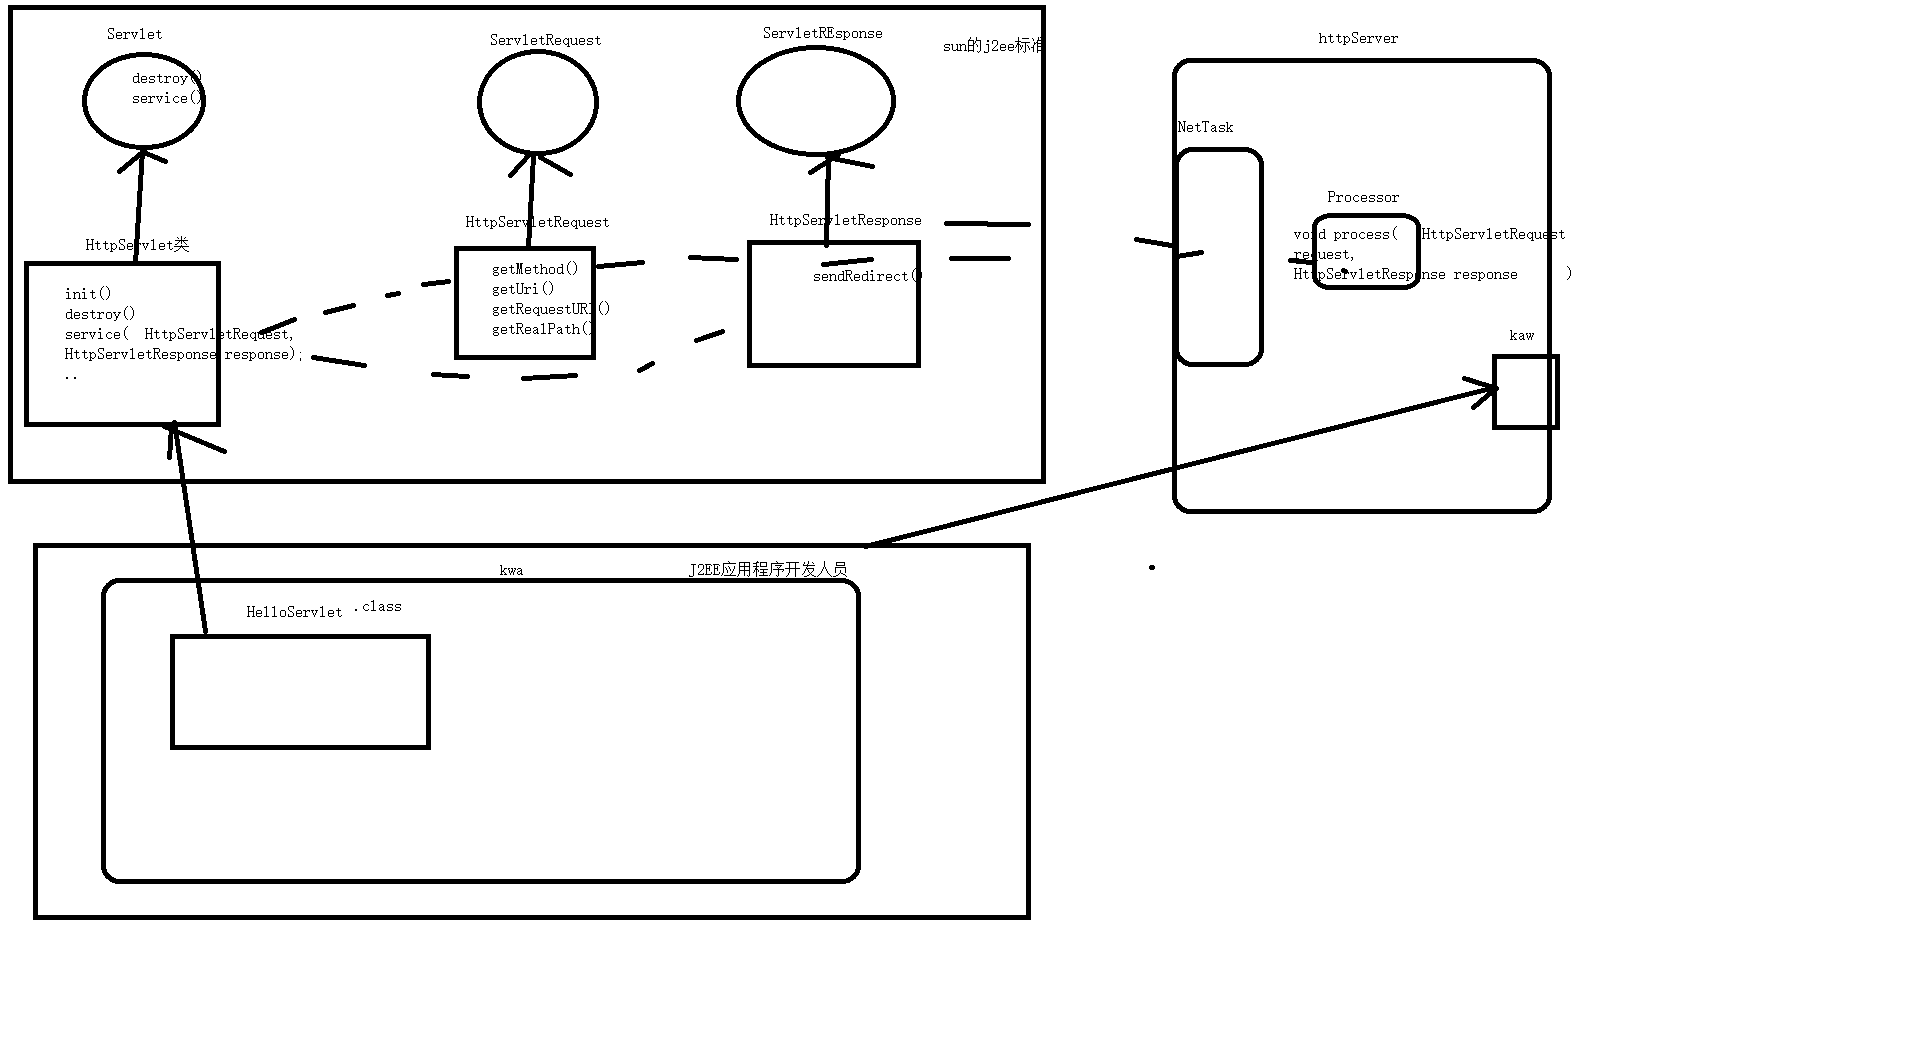 Servlet
destroy()
service()
ServletRequest
ServletREsponse
sun的j2ee标准
httpServer
NetTask
Processor
void process( HttpServletRequest
request,
HttpServletResponse response )
kaw
HttpServlet类
init()
destroy()
service( HttpServletRequest,
HttpServletResponse response);
..
HttpServletRequest
getMethod()
getUri()
getRequestURL()
getRealPath()
HttpServletResponse
sendRedirect()
kwa
J2EE应用程序开发人员
HelloServlet .class